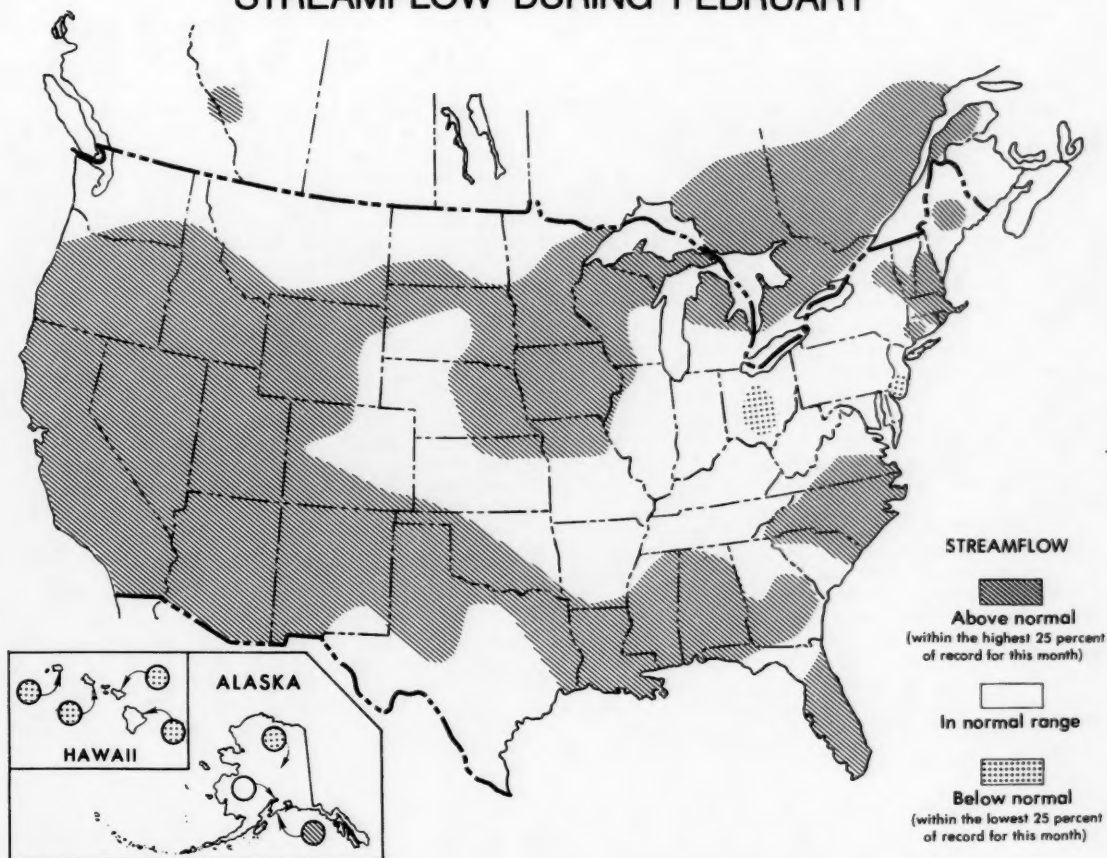 STREAMFLOW DURING FEBRUARY
STREAMFLOW
Above normal
(within the highest 25 percent
of record for this month)
In normal range
Below normal
(within the lowest 25 percent
of record for this month)
ALASKA
HAWAII